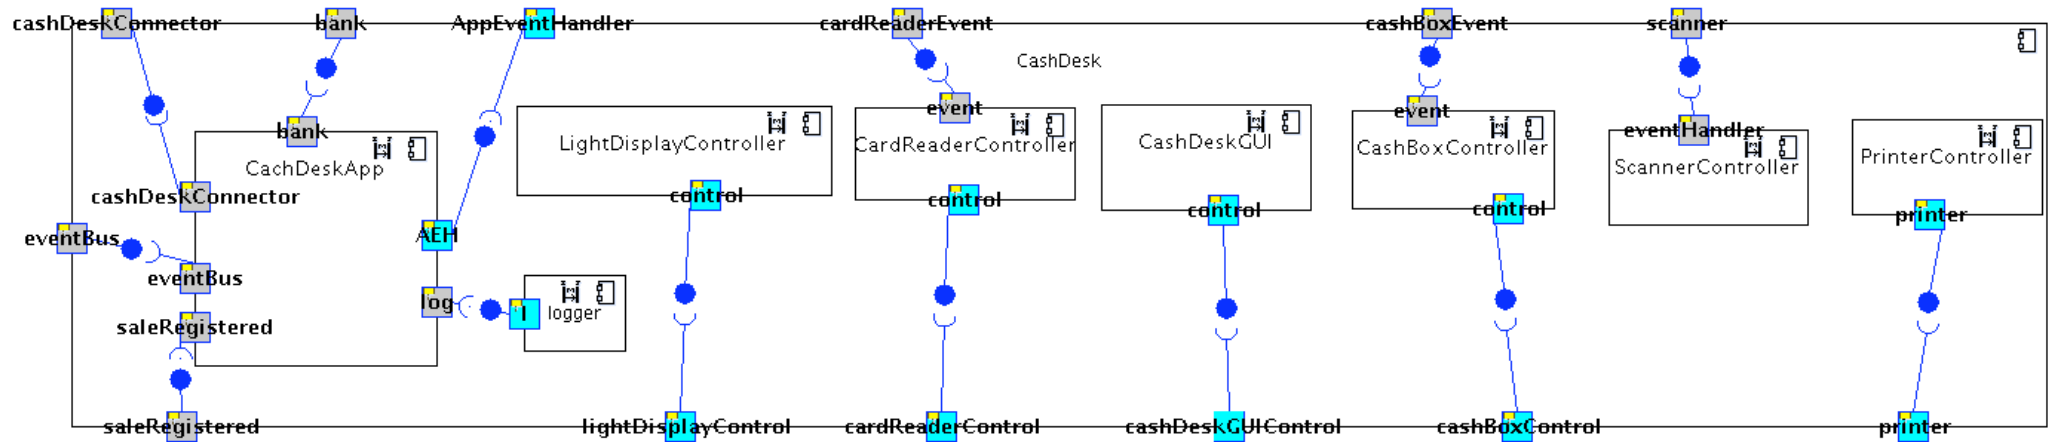 cashDeskConnector
bank
AppEventHandler
cardReaderEvent
cashBoxEvent
scanner
CashDesk
bank
CachDeskApp
cashDeskConnector
eventBus
eventBus
saleRegistered
saleRegistered
AEH
log
l
logger
LightDisplayController
control
lightDisplayControl
event
CardReaderController
control
cardReaderControl
CashDeskGUI
control
cashDeskGUIControl
event
CashBoxController
control
cashBoxControl
eventHandler
ScannerController
PrinterController
printer
printer